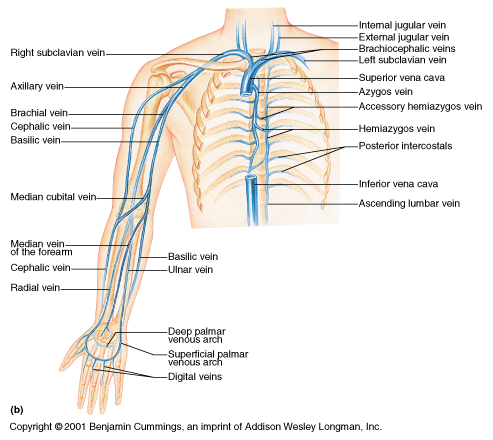 Internal jugular vein
External jugular vein
Brachiocephalic veins
Right subclavian vein
Left subclavian vein
Superior vena cava
Axillary vein
Azygos vein
Accessory hemiazygos vein
Brachial vein
Cephalic vein
Hemiazygos vein
Basilic vein
Posterior intercostals
Inferior vena cava
Median cubital vein
Ascending lumbar vein
Median vein
of the forearm
Basilic vein
Cephalic vein
Ulnar vein
Radial vein
Deep palmar
venous arch
Superficial palmar
venous arch
Digital veins
(b)
Copyright © 2001 Benjamin Cummings, an imprint of Addison Wesley Longman, Inc.